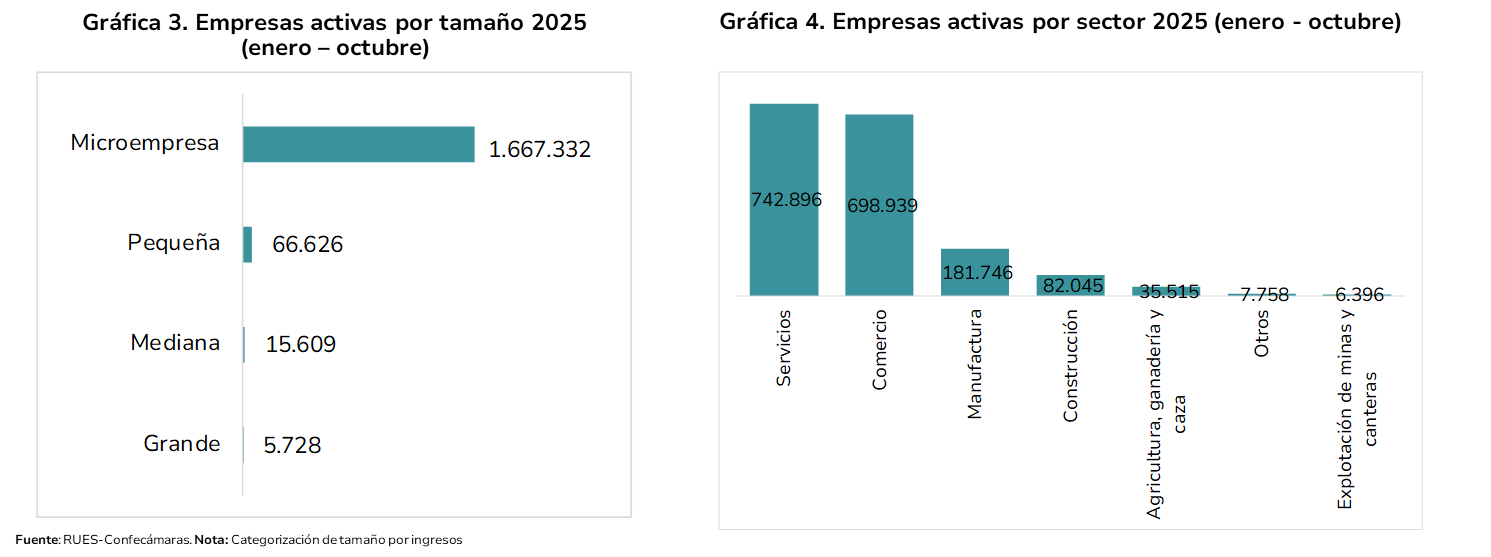 Gráfica 3. Empresas activas por tamaño 2025
(enero – octubre)
Microempresa
1.667.332
Pequeña
66.626
Mediana
15.609
Grande
5.728
Fuente: RUES-Confecámaras. Nota: Categorización de tamaño por ingresos
Gráfica 4. Empresas activas por sector 2025 (enero - octubre)
742.896
698.939
181.746
82.045
35.515
7.758
6.396
Servicios
Comercio
Manufactura
Construcción
Agricultura, ganadería y
caza
Otros
Explotación de minas y
canteras